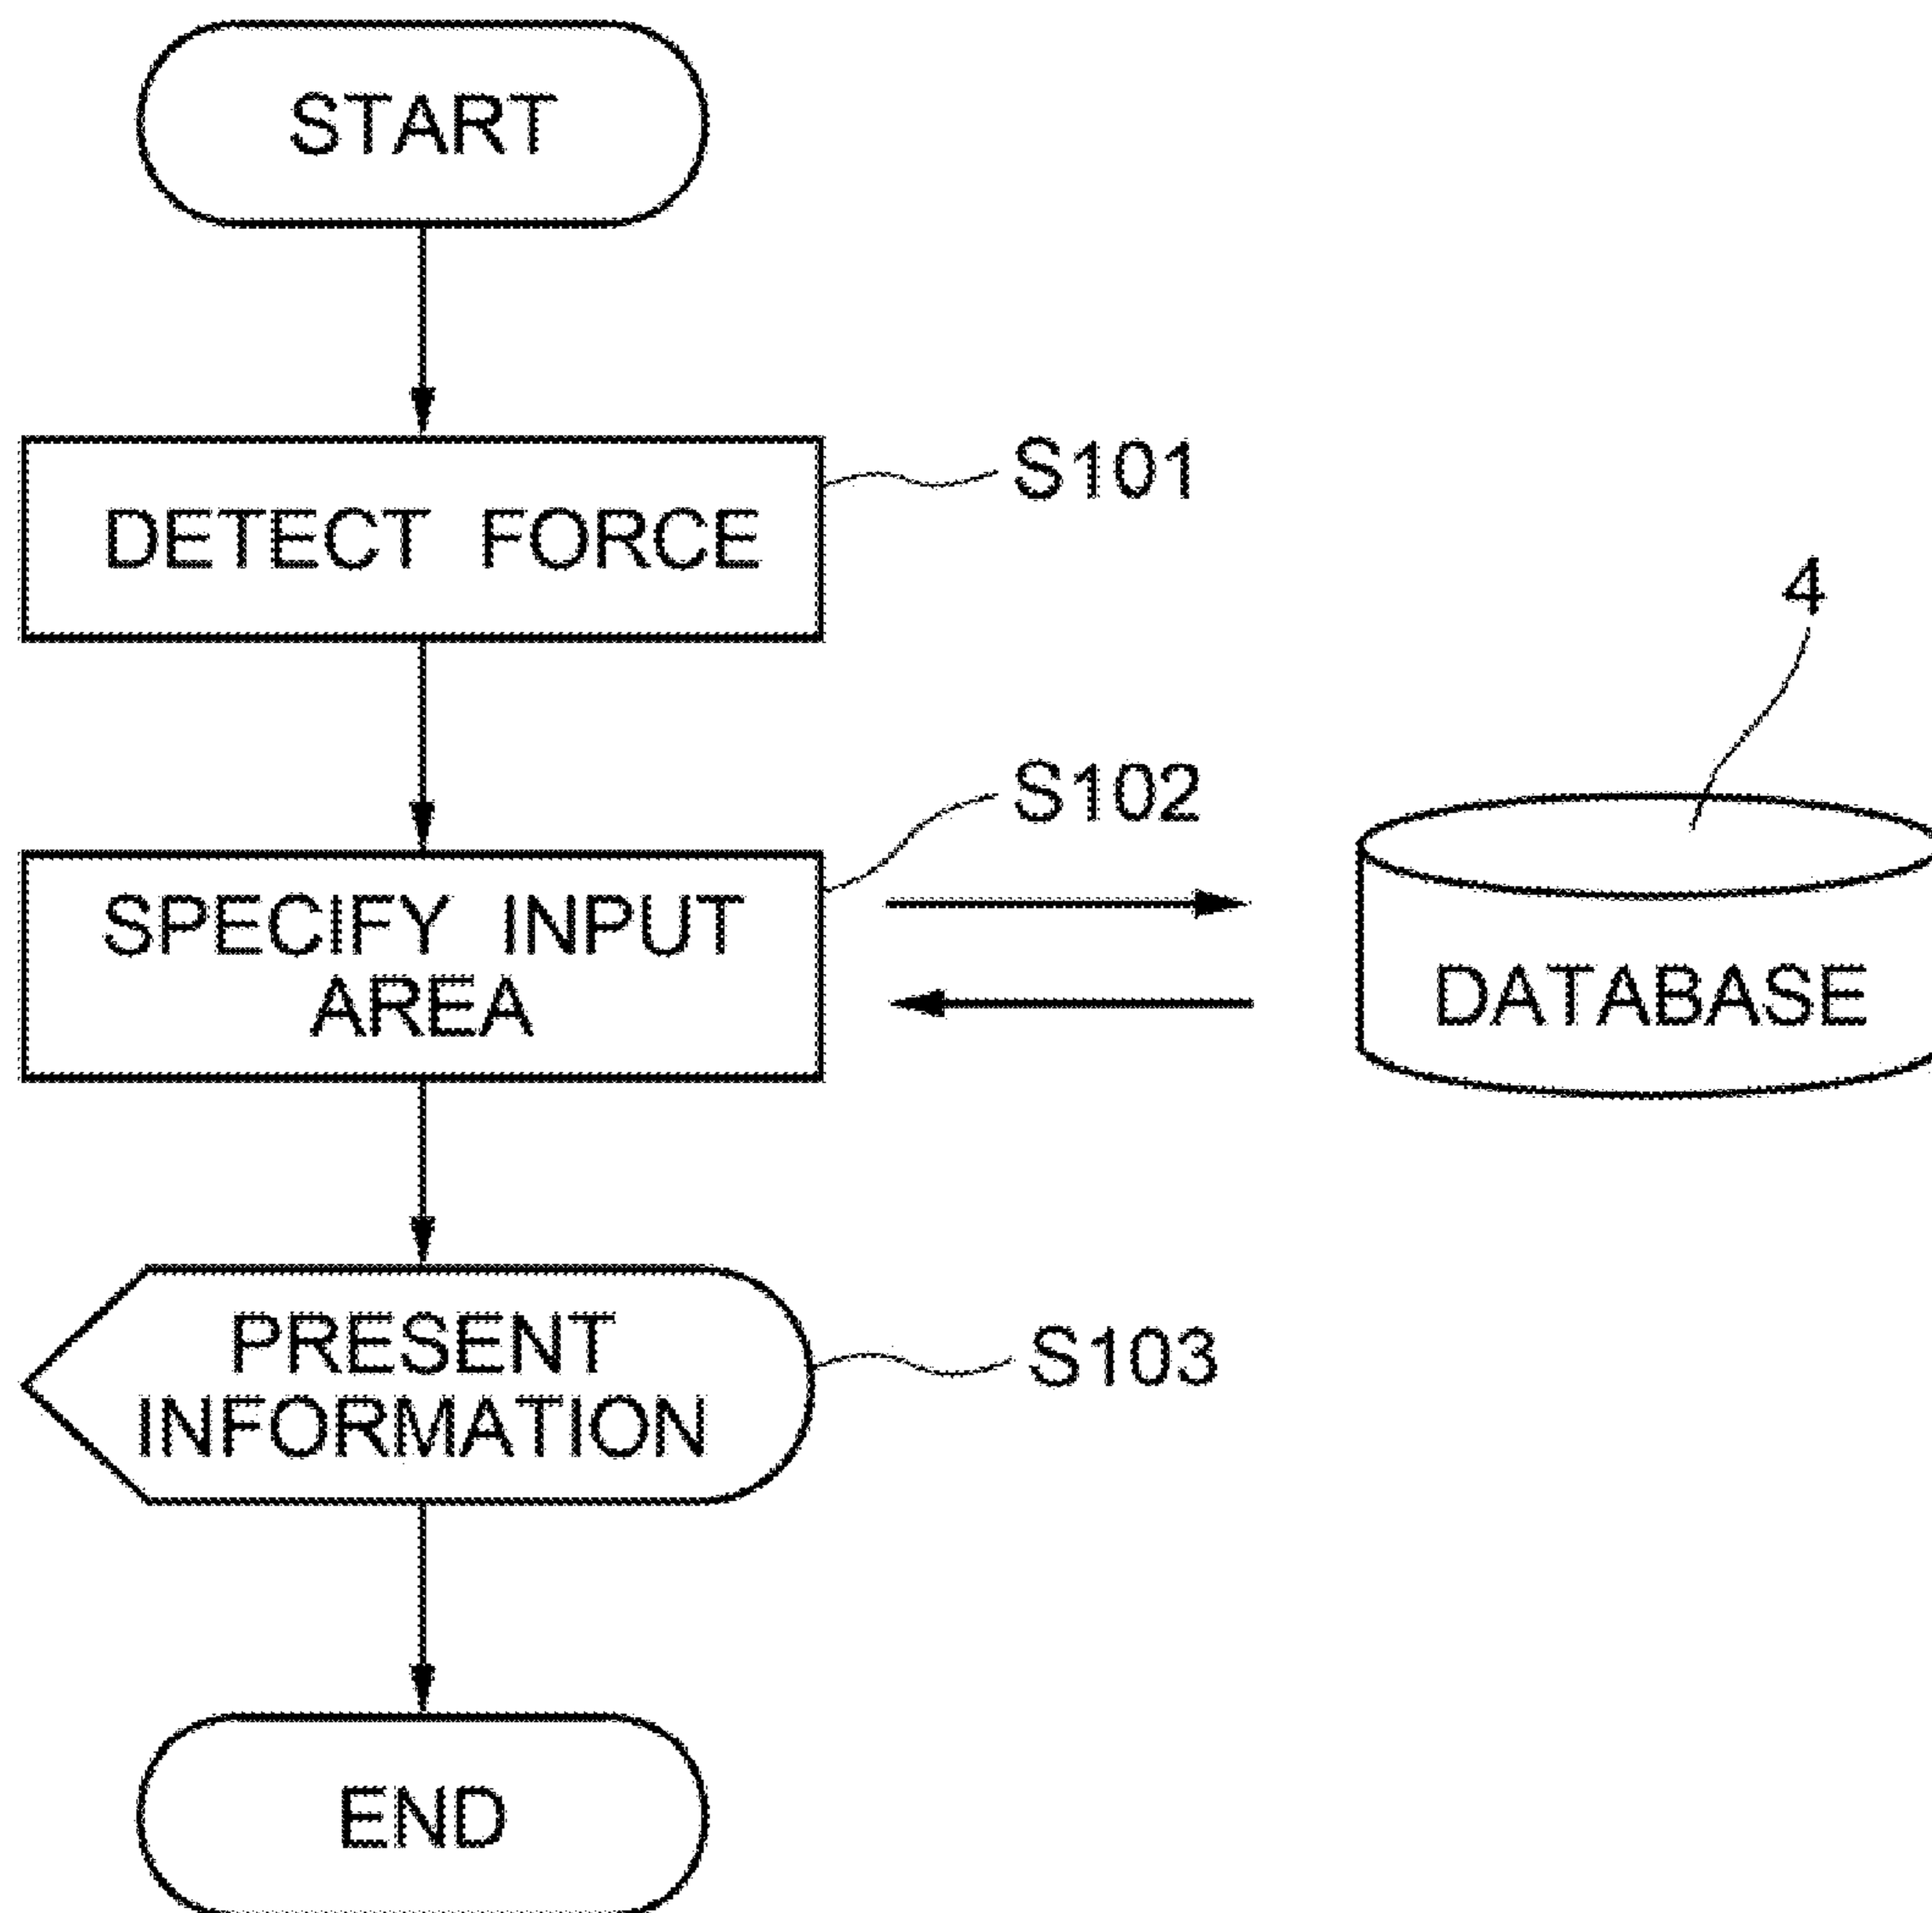 START
DETECT FORCE
S101
4
S102
SPECIFY INPUT
AREA
DATABASE
PRESENT
INFORMATION
S103
END